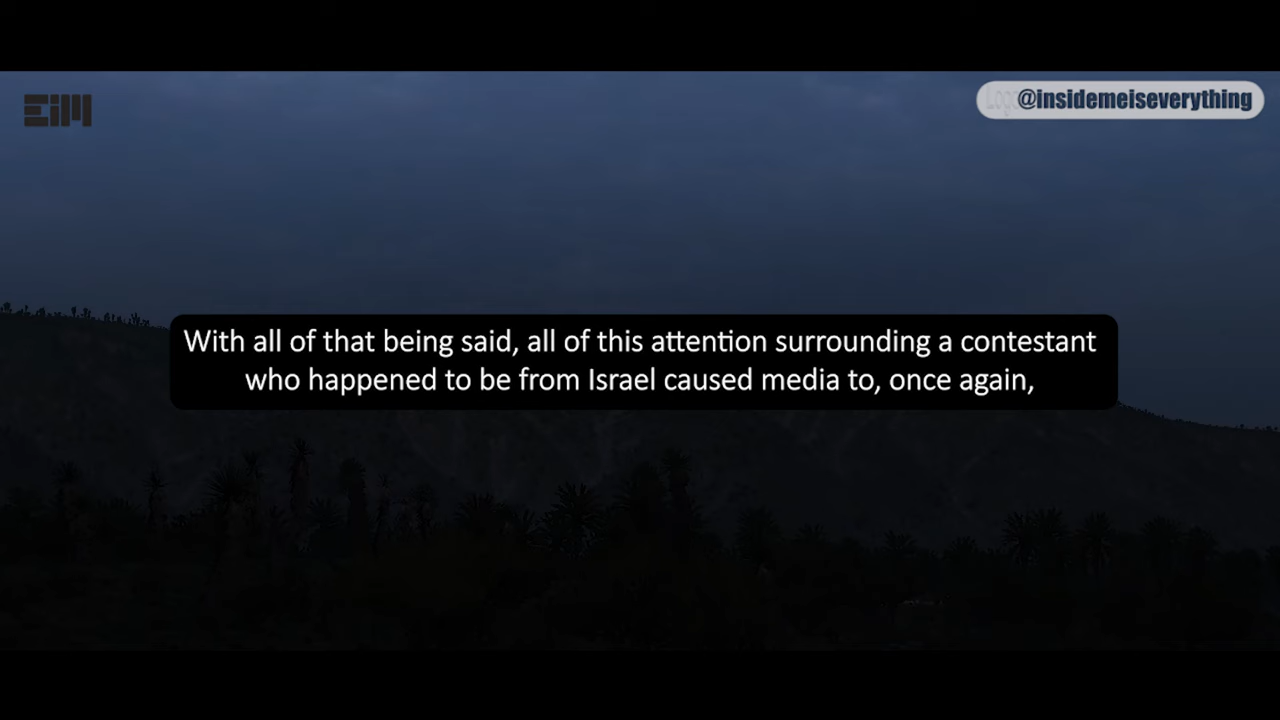 EiM
@insidemeiseverything
With all of that being said, all of this attention surrounding a contestant
who happened to be from Israel caused media to, once again,